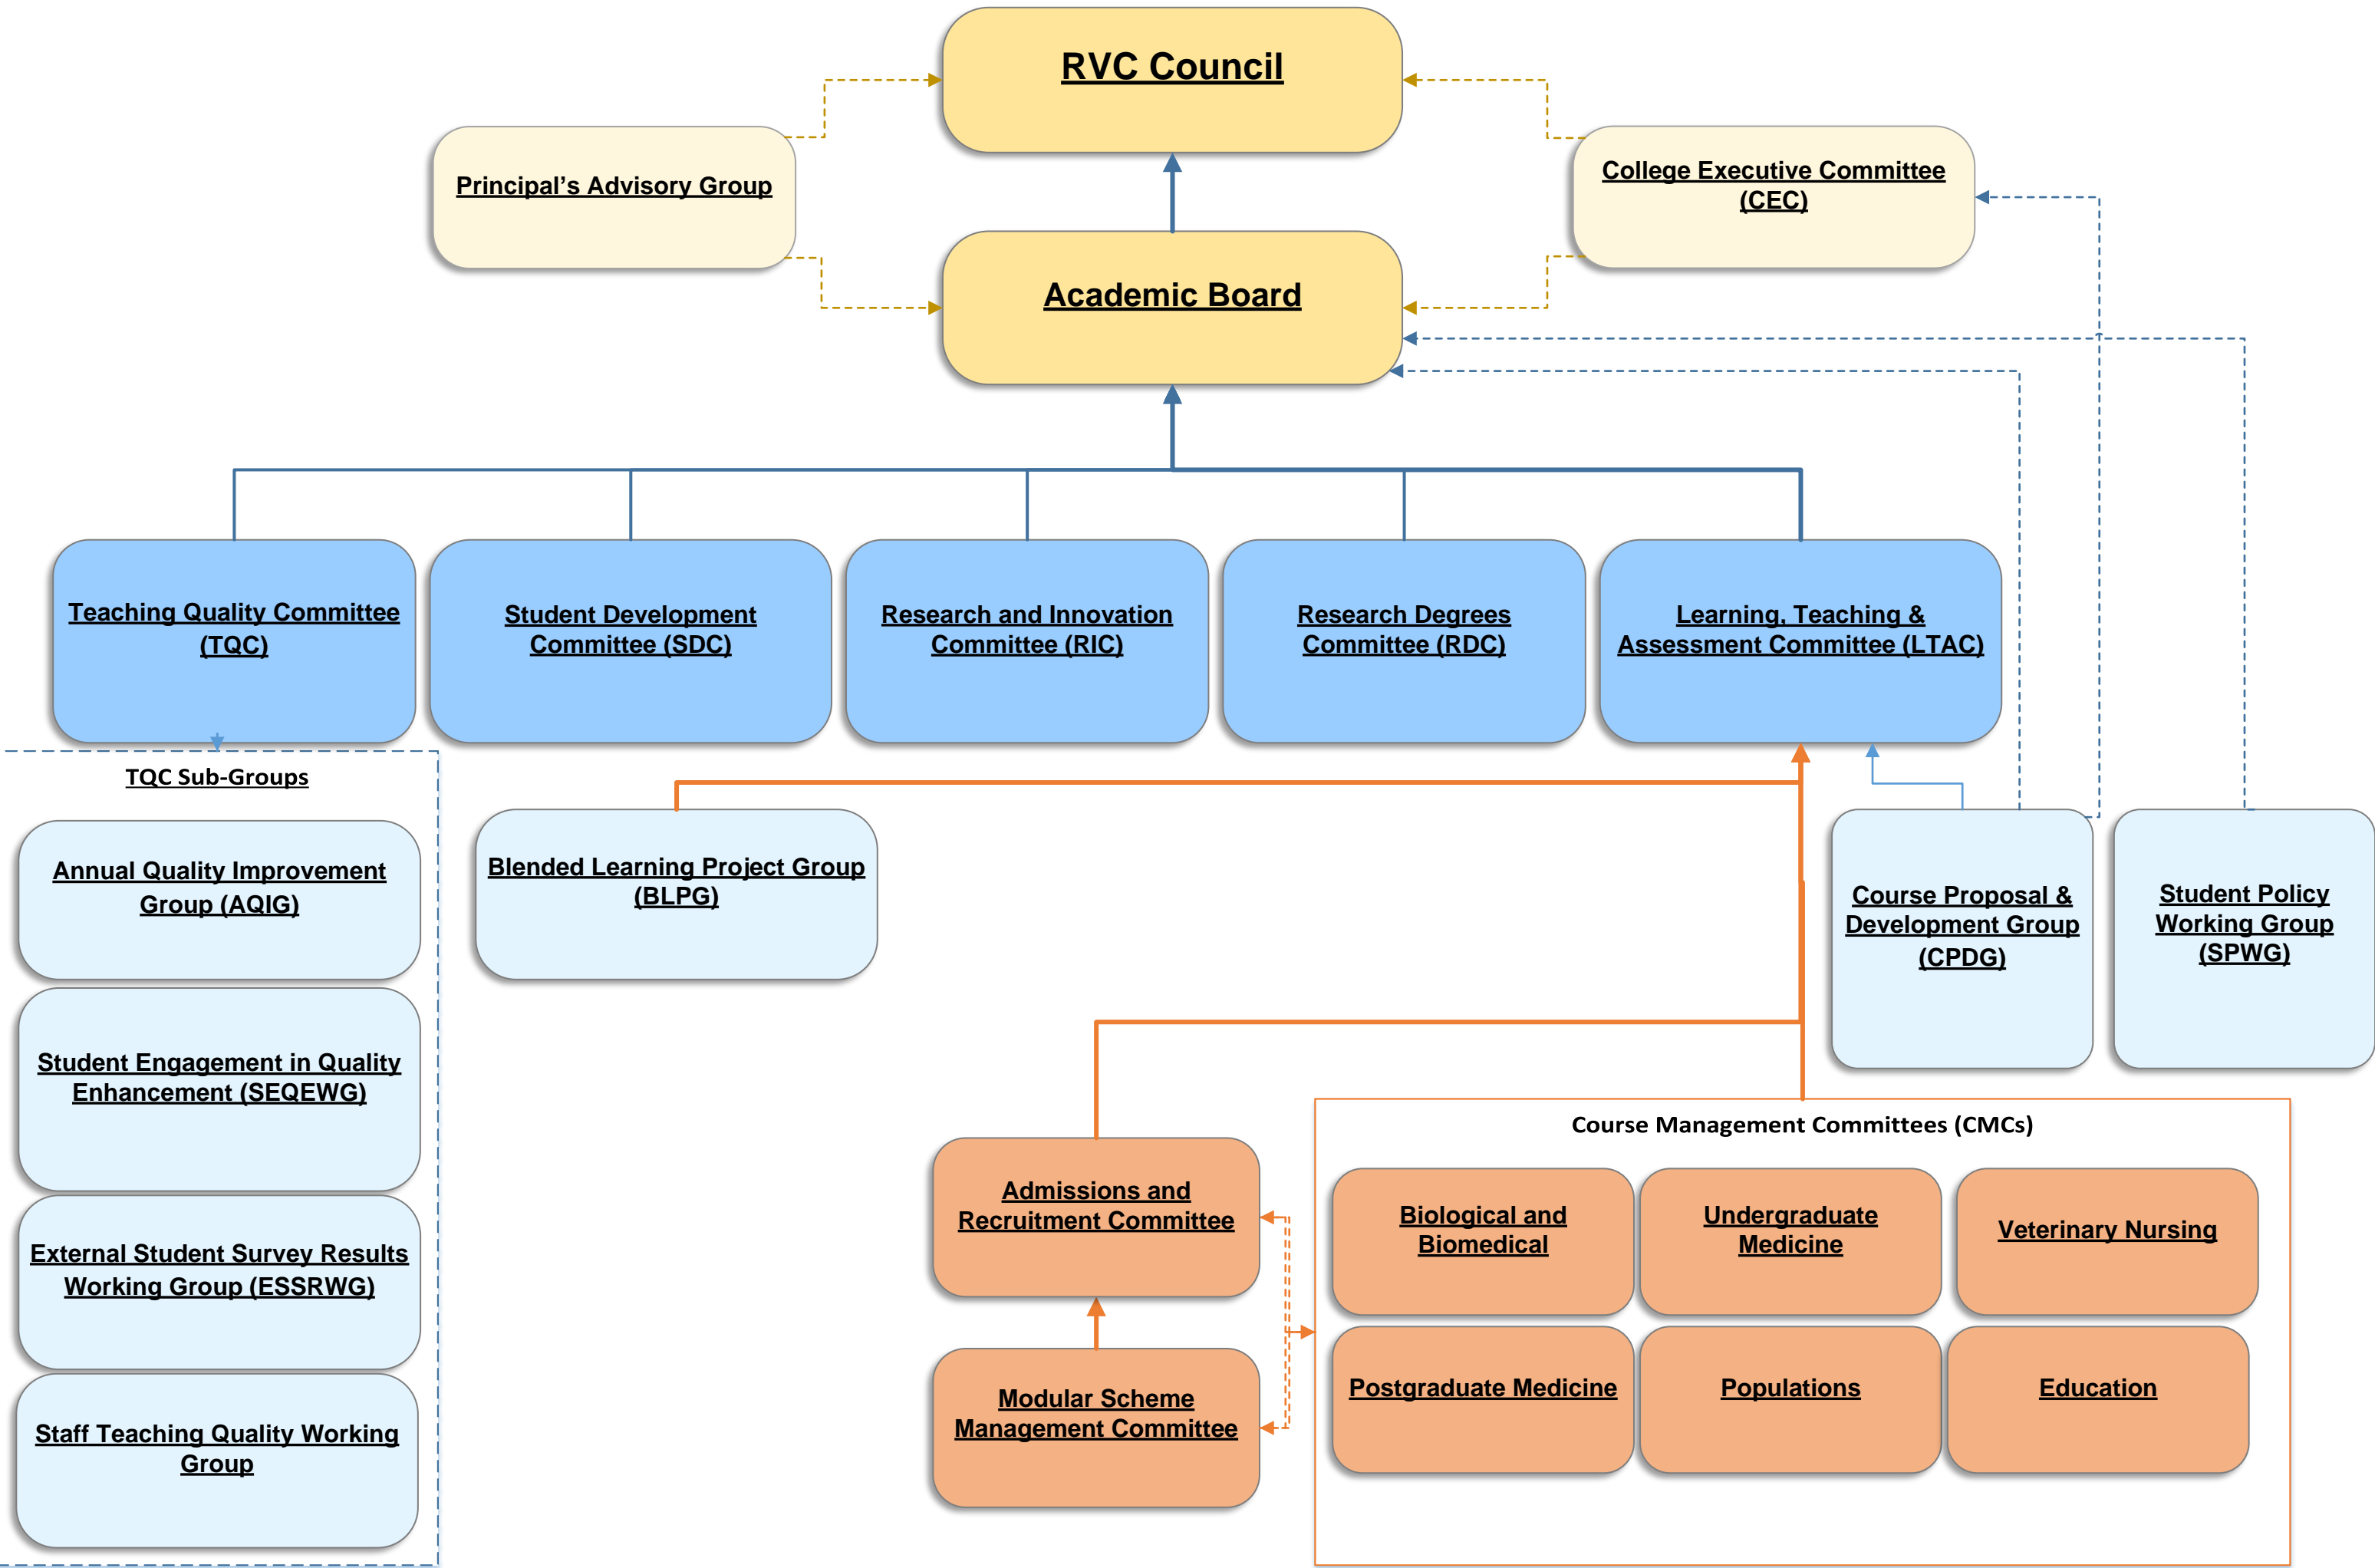 RVC Council
Principal’s Advisory Group
College Executive Committee
(CEC)
Academic Board
Teaching Quality Committee
(TQC)
Student Development
Committee (SDC)
Research and Innovation
Committee (RIC)
Research Degrees
Committee (RDC)
Learning, Teaching &
Assessment Committee (LTAC)
TQC Sub-Groups
Annual Quality Improvement
Group (AQIG)
Student Engagement in Quality
Enhancement (SEQEWG)
External Student Survey Results
Working Group (ESSRWG)
Staff Teaching Quality Working
Group
Blended Learning Project Group
(BLPG)
Course Proposal &
Development Group
(CPDG)
Student Policy
Working Group
(SPWG)
Admissions and
Recruitment Committee
Modular Scheme
Management Committee
Course Management Committees (CMCs)
Biological and
Biomedical
Undergraduate
Medicine
Veterinary Nursing
Postgraduate Medicine
Populations
Education